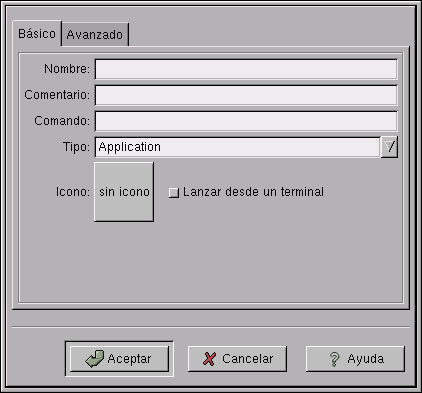 Básico Avanzado
Nombre:
Comentario:
Comando:
Tipo: Application
Icono: sin icono Lanzar desde un terminal
Aceptar Cancelar ? Ayuda